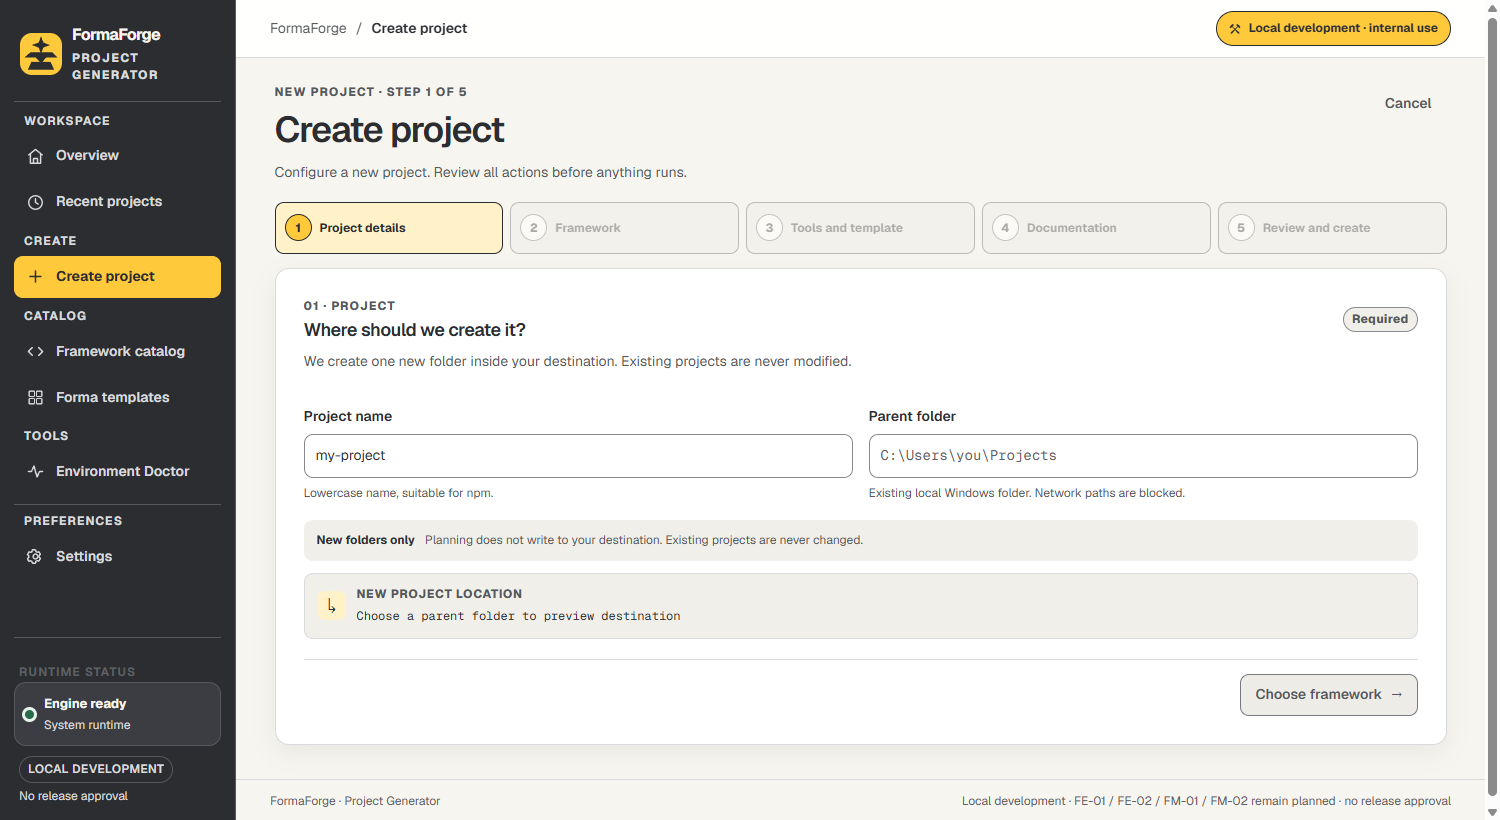 FormaForge
PROJECT
GENERATOR
WORKSPACE
Overview
Recent projects
CREATE
Create project
CATALOG
Framework catalog
Forma templates
TOOLS
Environment Doctor
PREFERENCES
Settings
RUNTIME STATUS
Engine ready
System runtime
LOCAL DEVELOPMENT
No release approval
FormaForge / Create project
Local development · internal use
NEW PROJECT · STEP 1 OF 5
Cancel
Create project
Configure a new project. Review all actions before anything runs.
1 Project details
2 Framework
3 Tools and template
4 Documentation
5 Review and create
01 · PROJECT
Where should we create it?
Required
We create one new folder inside your destination. Existing projects are never modified.
Project name
my-project
Lowercase name, suitable for npm.
Parent folder
C:\Users\you\Projects
Existing local Windows folder. Network paths are blocked.
New folders only Planning does not write to your destination. Existing projects are never changed.
NEW PROJECT LOCATION
Choose a parent folder to preview destination
Choose framework →
FormaForge · Project Generator
Local development · FE-01 / FE-02 / FM-01 / FM-02 remain planned · no release approval